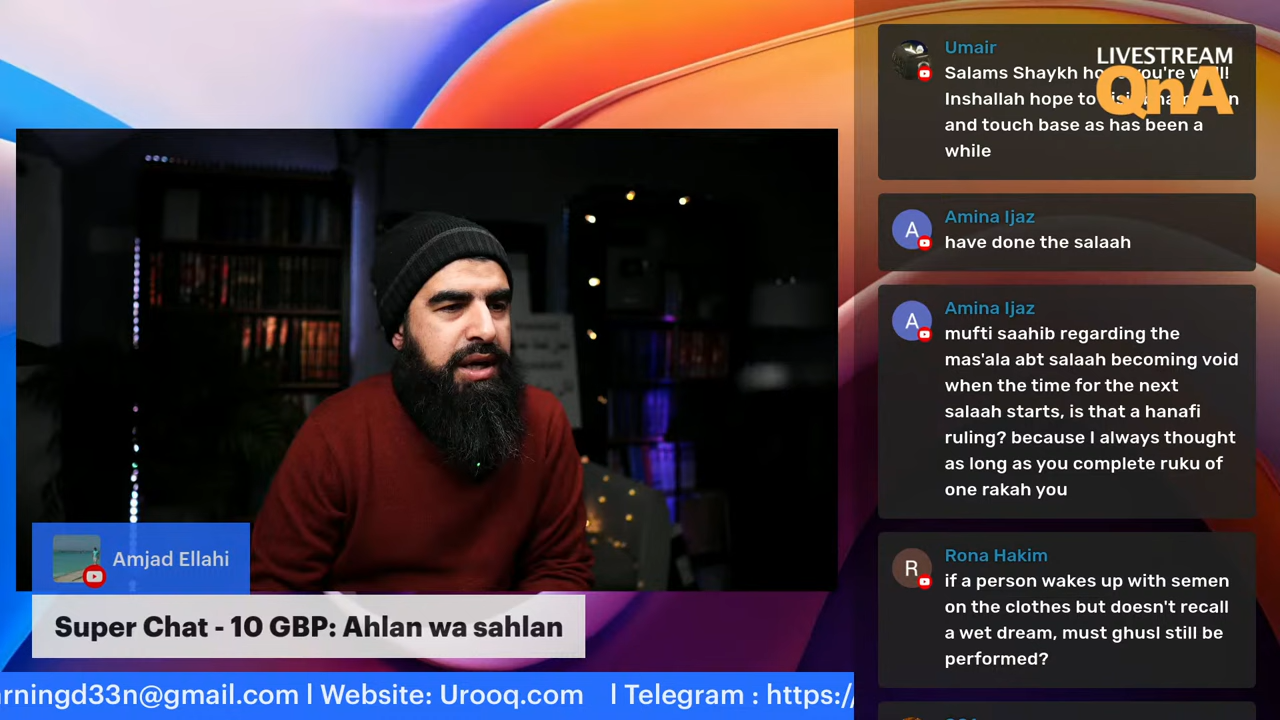 Umair
Salams Shaykh you're
Inshallah hope to
and touch base as has been a
while
LIVESTREAM
QnA
A
Amina Ijaz
have done the salaah
A
Amina Ijaz
mufti saahib regarding the
mas'ala abt salaah becoming void
when the time for the next
salaah starts, is that a hanafi
ruling? because I always thought
as long as you complete ruku of
one rakah you
R
Rona Hakim
if a person wakes up with semen
on the clothes but doesn't recall
a wet dream, must ghusl still be
performed?
Amjad Ellahi
Super Chat - 10 GBP: Ahlan wa sahlan
rningd33n@gmail.com l Website: Urooq.com l Telegram : https:/